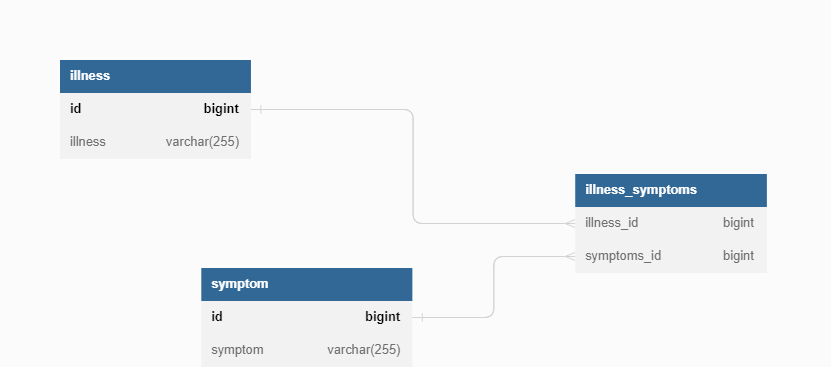 illness
id bigint
illness varchar(255)
illness_symptoms
illness_id bigint
symptoms_id bigint
symptom
id bigint
symptom varchar(255)